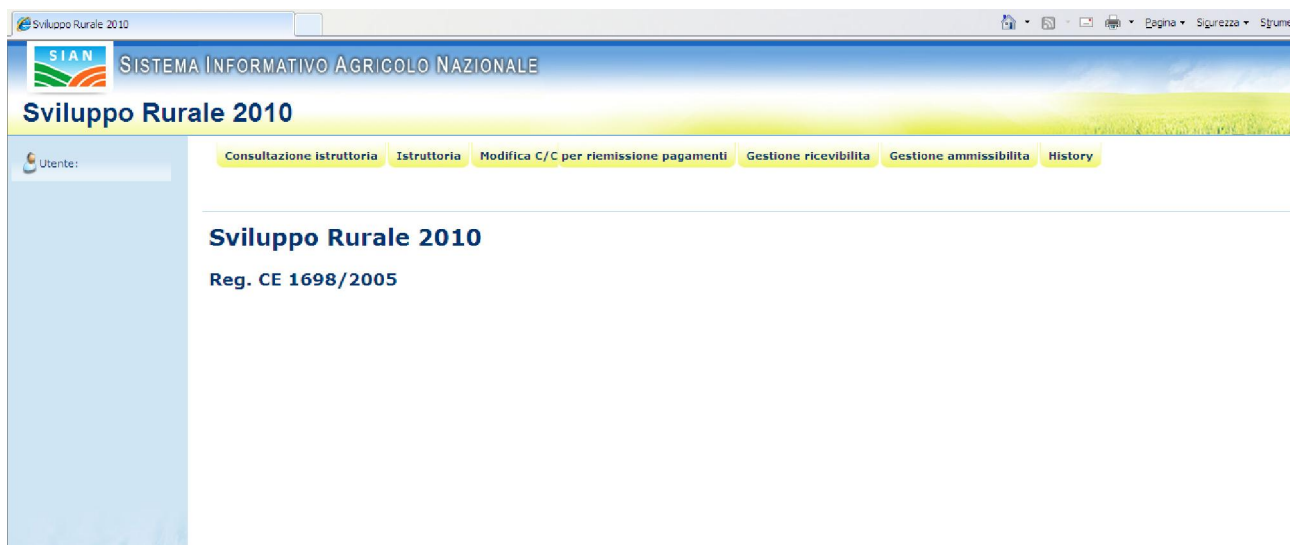 Sviluppo Rurale 2010
Pagina Sicurezza
SIAN SISTEMA INFORMATIVO AGRICOLO NAZIONALE
Sviluppo Rurale 2010
Utente:
Consultazione istruttoria Istruttoria Modifica C/C per riemissione pagamenti Gestione ricevibilita Gestione ammissibilita History
Sviluppo Rurale 2010
Reg. CE 1698/2005